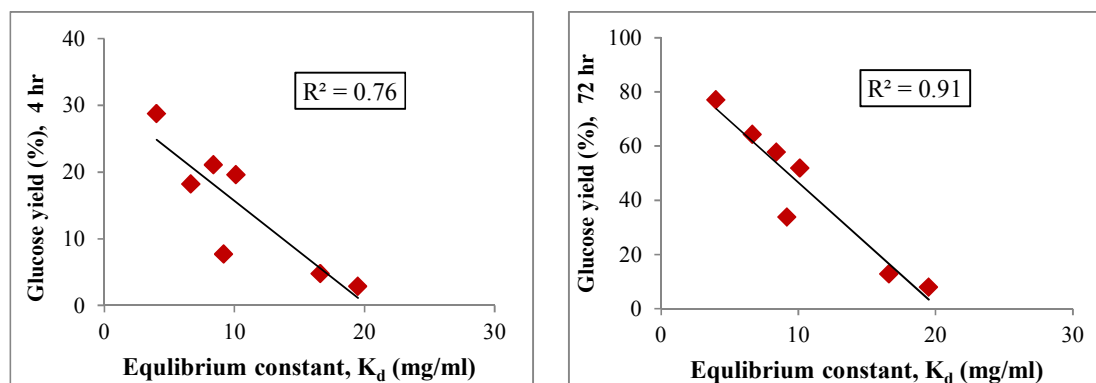 Glucose yield (%), 4 hr
40
30
20
10
0
R² = 0.76
0 10 20 30
Equlibrium constant, K_d (mg/ml)
Glucose yield (%), 72 hr
100
80
60
40
20
0
R² = 0.91
0 10 20 30
Equlibrium constant, K_d (mg/ml)